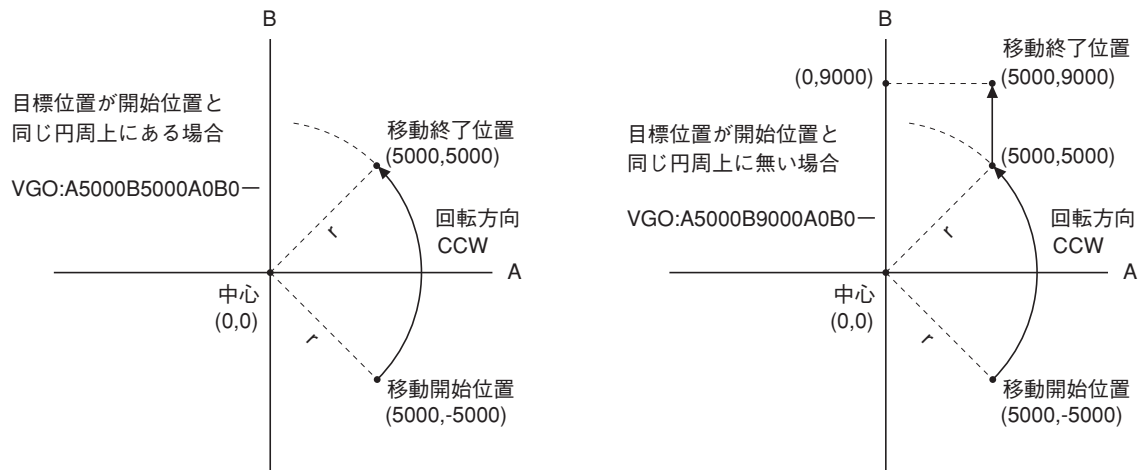 B
目標位置が開始位置と
同じ円周上にある場合
移動終了位置
(5000,5000)
VGO:A5000B5000A0B0ー
r
回転方向
CCW
A
中心
(0,0)
r
移動開始位置
(5000,-5000)
B
移動終了位置
(0,9000)
(5000,9000)
目標位置が開始位置と
同じ円周上に無い場合
(5000,5000)
VGO:A5000B9000A0B0ー
r
回転方向
CCW
A
中心
(0,0)
r
移動開始位置
(5000,-5000)